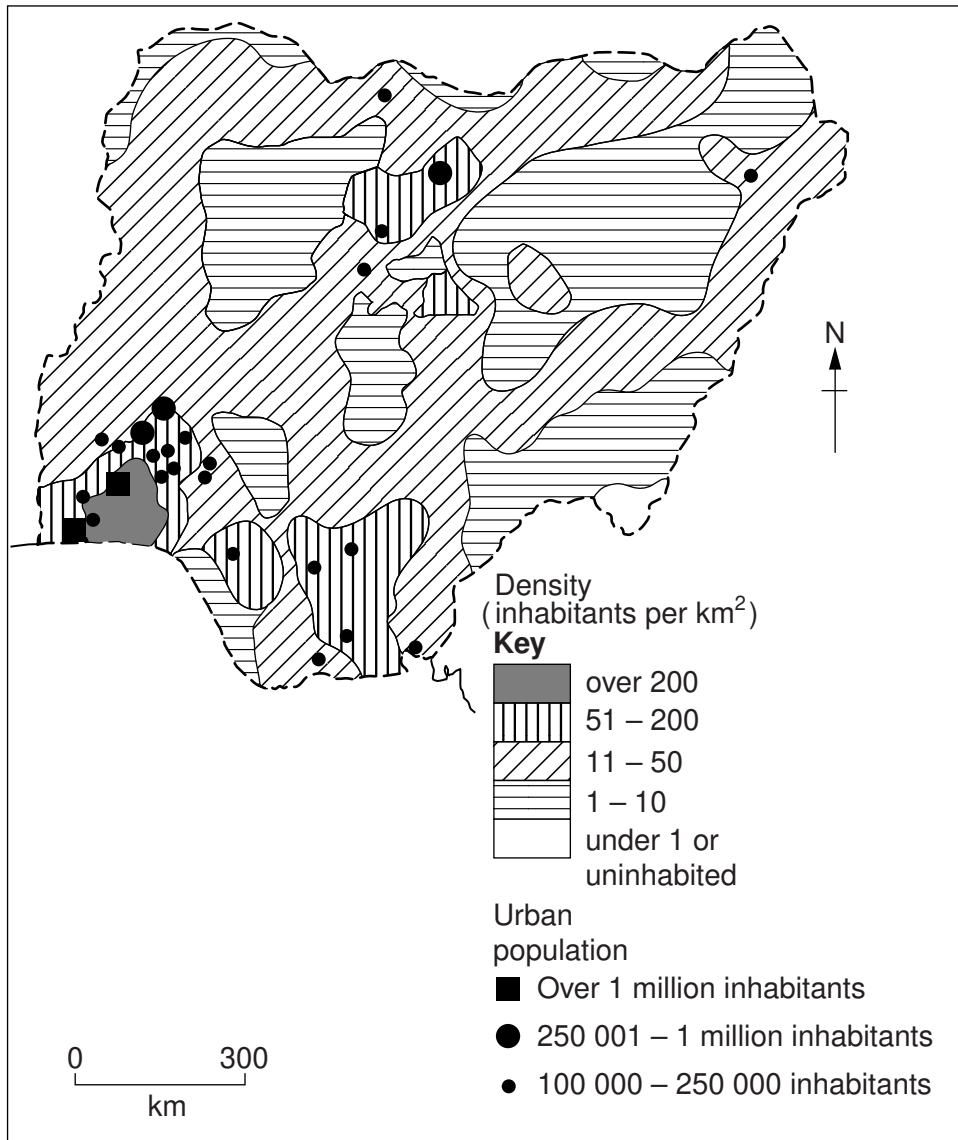 N
Density
(inhabitants per km²)
Key
over 200
51 – 200
11 – 50
1 – 10
under 1 or
uninhabited
Urban
population
Over 1 million inhabitants
250 001 – 1 million inhabitants
100 000 – 250 000 inhabitants
0 300
km